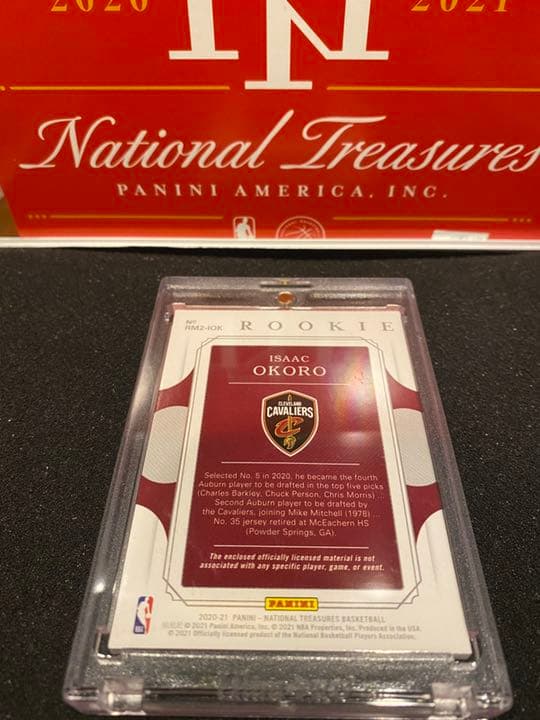 2020 2021
N
National Treasures
PANINI AMERICA, INC.
Nº
RM2-IOK
ROOKIE
ISAAC
OKORO
CLEVELAND
CAVALIERS
C
Selected No. 5 in 2020, he became the fourth
Auburn player to be drafted in the top five picks
(Charles Barkley, Chuck Person, Chris Morris) ...
Second Auburn player to be drafted by
the Cavaliers, joining Mike Mitchell (1978) ...
No. 35 jersey retired at McEachern HS
(Powder Springs, GA).
The enclosed officially licensed material is not
associated with any specific player, game, or event.
PANINI
2020-21 PANINI – NATIONAL TREASURES BASKETBALL
© 2021 Panini America, Inc. © 2021 NBA Properties, Inc. Produced in the USA.
© 2021 Officially licensed product of the National Basketball Players Association.